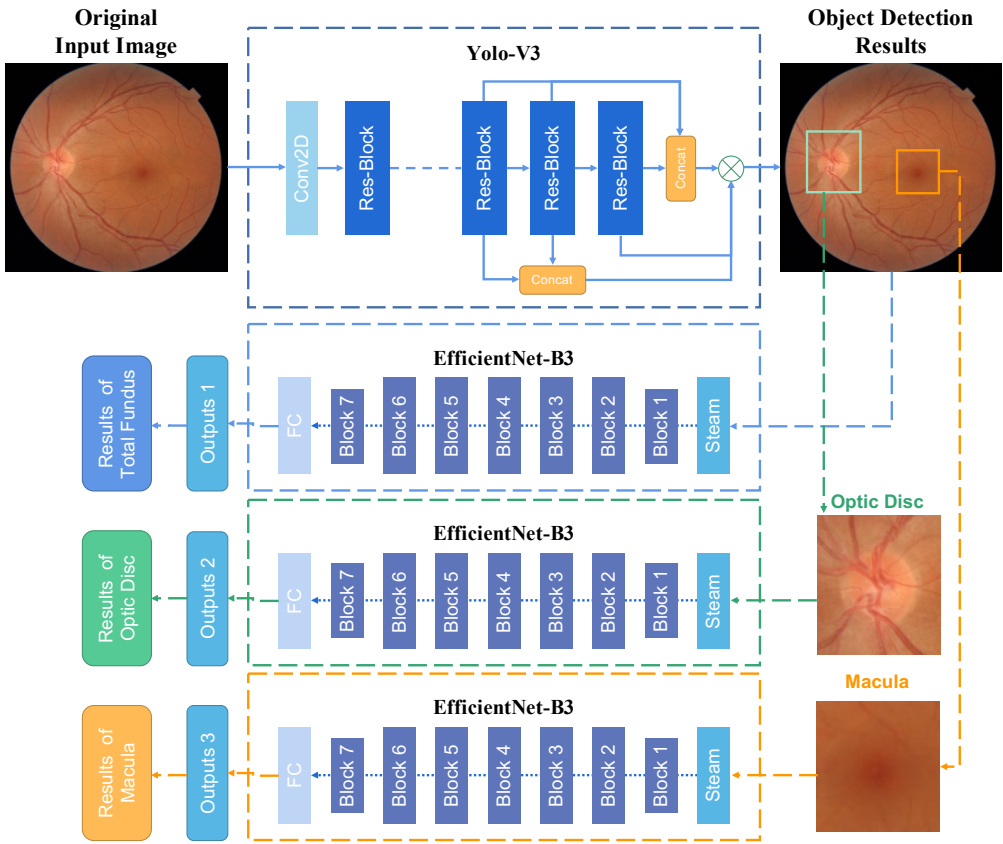 Original
Input Image
Yolo-V3
Object Detection
Results
Conv2D
Res-Block
Res-Block
Res-Block
Res-Block
Concat
Concat
EfficientNet-B3
Results of
Total Fundus
Outputs 1
FC
Block 7
Block 6
Block 5
Block 4
Block 3
Block 2
Block 1
Steam
Optic Disc
EfficientNet-B3
Results of
Optic Disc
Outputs 2
FC
Block 7
Block 6
Block 5
Block 4
Block 3
Block 2
Block 1
Steam
Macula
EfficientNet-B3
Results of
Macula
Outputs 3
FC
Block 7
Block 6
Block 5
Block 4
Block 3
Block 2
Block 1
Steam